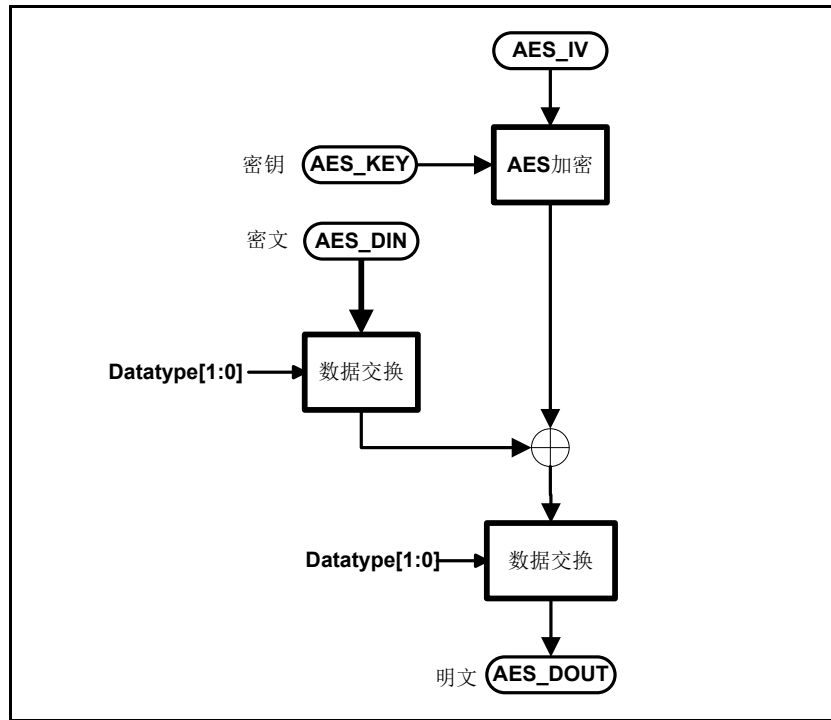 AES_IV
密钥 AES_KEY AES加密
密文 AES_DIN
Datatype[1:0] 数据交换
Datatype[1:0] 数据交换
明文 AES_DOUT